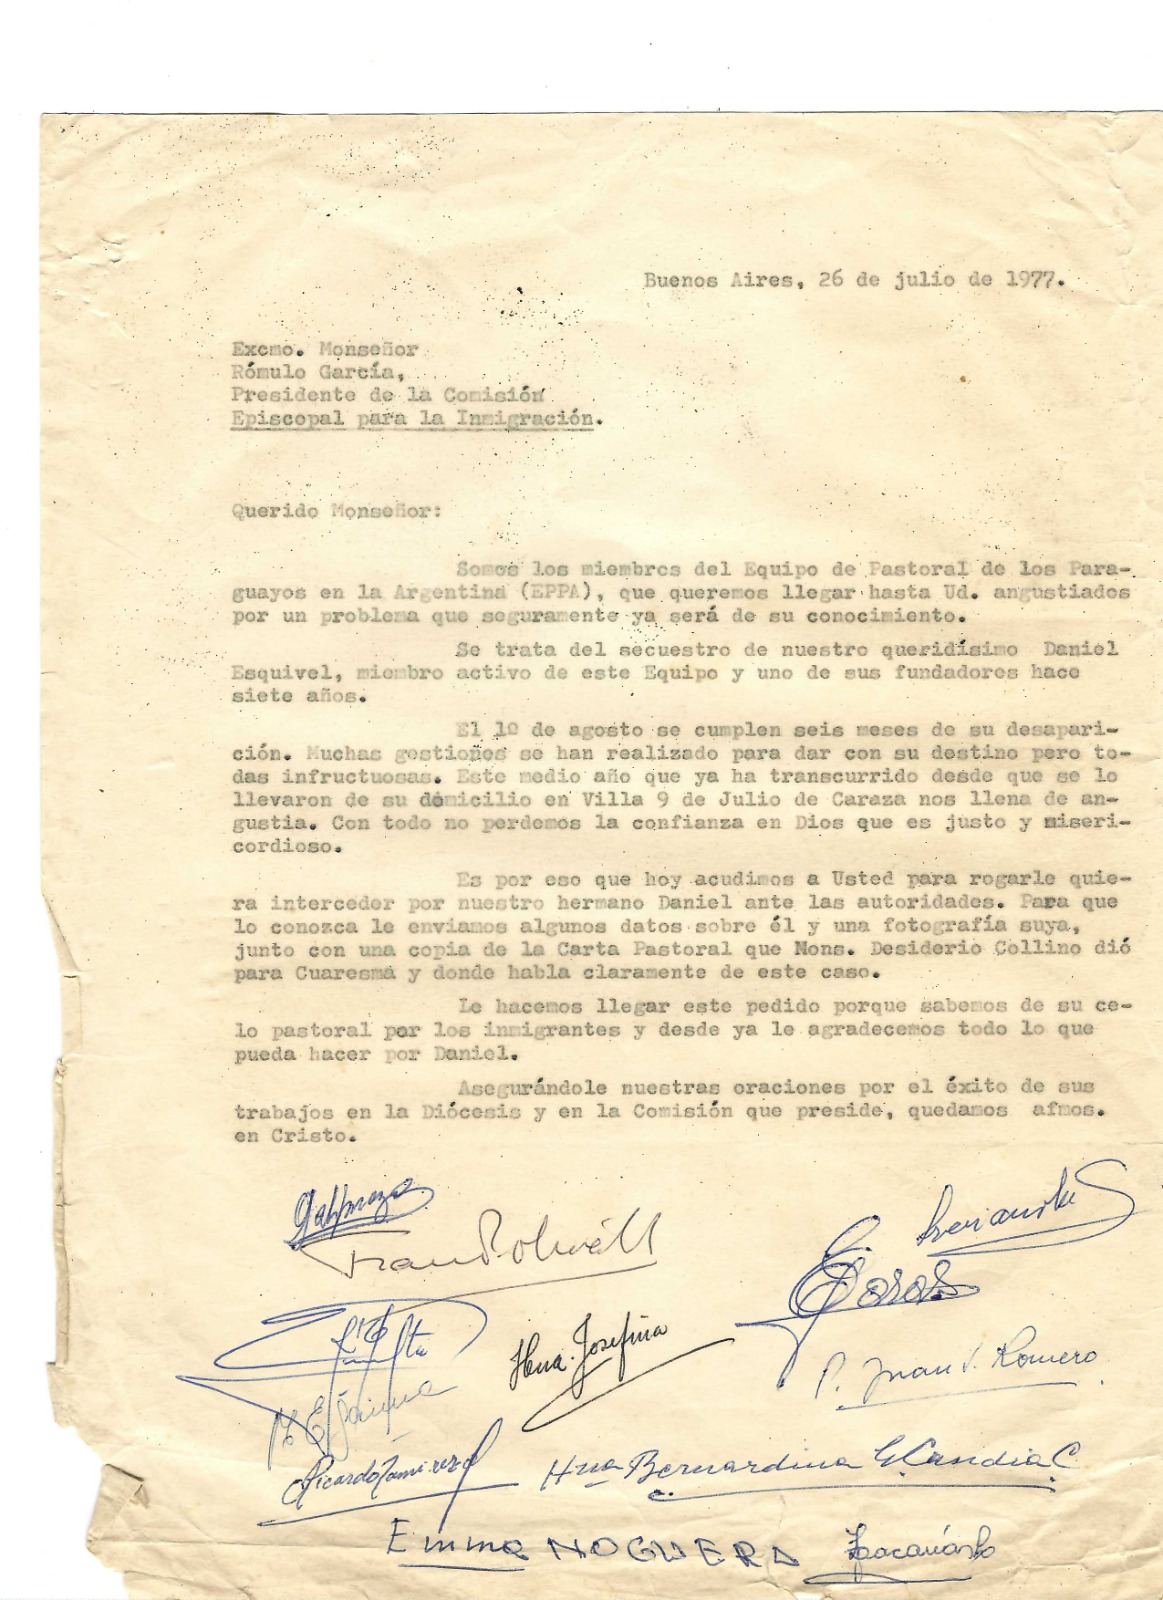 Buenos Aires, 26 de julio de 1977.
Excmo. Monseñor
Rómulo García,
Presidente de la Comisión
Episcopal para la Inmigración.
Querido Monseñor:
Somos los miembros del Equipo de Pastoral de los Para-
guayos en la Argentina (EPPA), que queremos llegar hasta Ud. angustiados
por un problema que seguramente ya será de su conocimiento.
Se trata del secuestro de nuestro queridísimo Daniel
Esquivel, miembro activo de este Equipo y uno de sus fundadores hace
siete años.
El 1º de agosto se cumplen seis meses de su desapari-
ción. Muchas gestiones se han realizado para dar con su destino pero to-
das infructuosas. Este medio año que ya ha transcurrido desde que se lo
llevaron de su domicilio en Villa 9 de Julio de Caraza nos llena de an-
gustia. Con todo no perdemos la confianza en Dios que es justo y miseri-
cordioso.
Es por eso que hoy acudimos a Usted para rogarle quie-
ra interceder por nuestro hermano Daniel ante las autoridades. Para que
lo conozca le enviamos algunos datos sobre él y una fotografía suya,
junto con una copia de la Carta Pastoral que Mons. Desiderio Collino dió
para Cuaresma y donde habla claramente de este caso.
Le hacemos llegar este pedido porque sabemos de su ce-
lo pastoral por los inmigrantes y desde ya le agradecemos todo lo que
pueda hacer por Daniel.
Asegurándole nuestras oraciones por el éxito de sus
trabajos en la Diócesis y en la Comisión que preside, quedamos afmos.
en Cristo.
Hna. Josefina
P. Juan V. Romero
Ricardo Ramirez
Hna Bernardina G. Candia C.
Emma NOGUERA